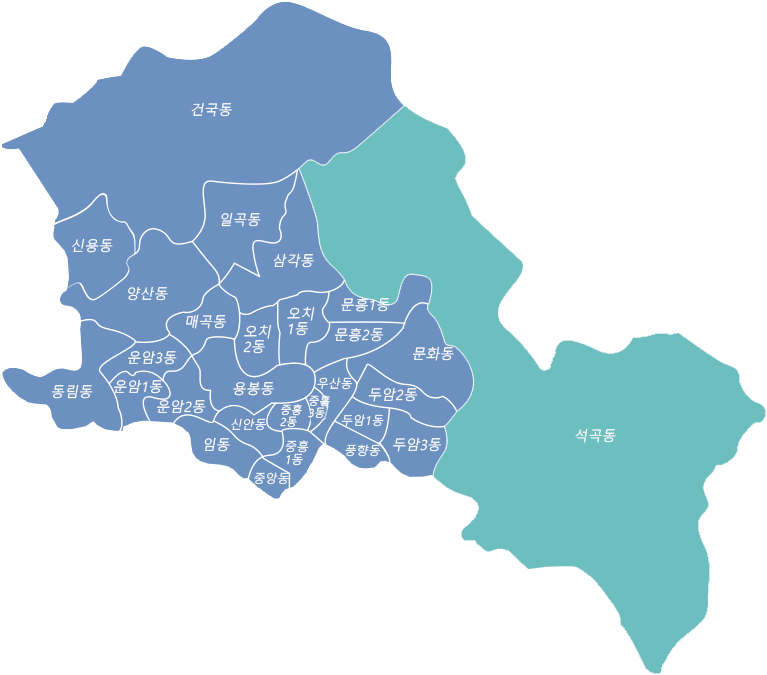 건국동
일곡동
신용동
삼각동
양산동
문흥1동
매곡동
오치
1동
오치
2동
문흥2동
문화동
운암3동
운암1동
동림동
용봉동
우산동
두암2동
운암2동
중흥
3동
중흥
2동
신안동
두암1동
석곡동
임동
중흥
1동
풍향동
두암3동
중앙동